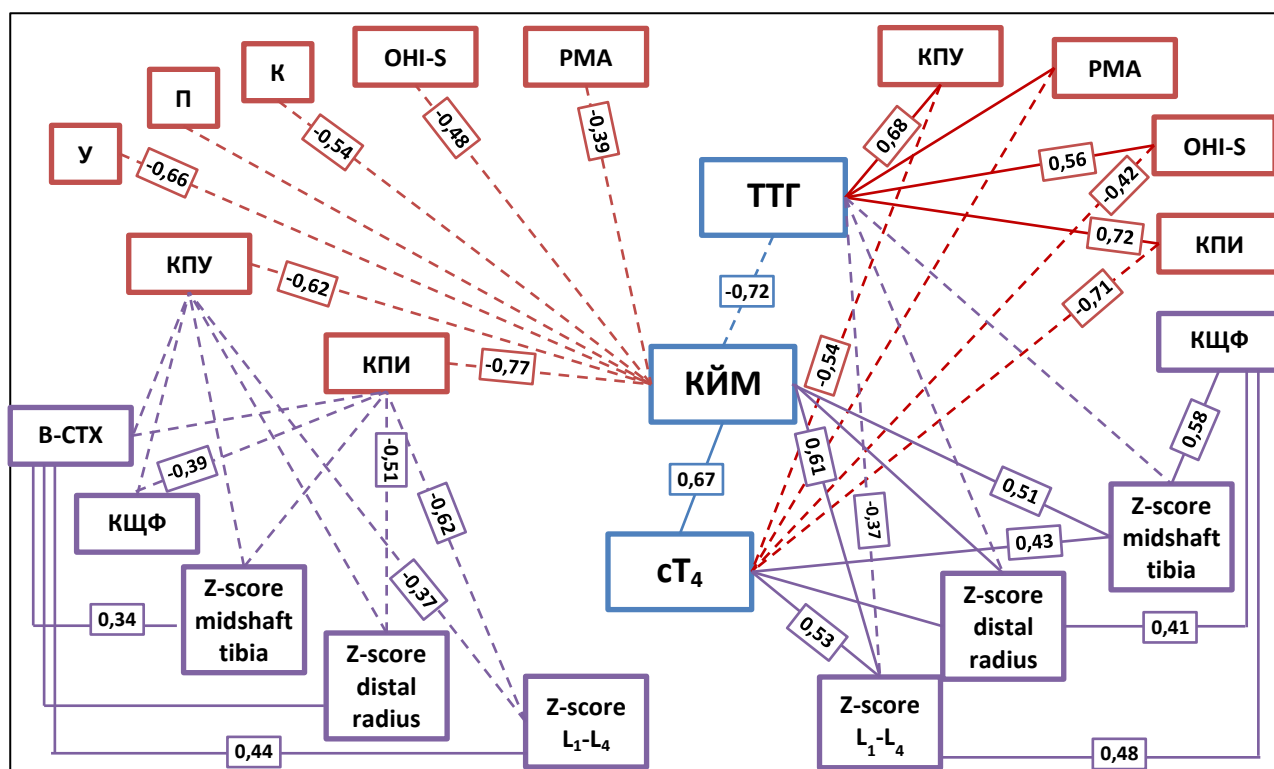 К
OHI-S
PMA
КПУ
PMA
П
У
-0,54
-0,48
-0,39
0,68
0,56
-0,42
OHI-S
-0,66
ТТГ
КПУ
-0,62
0,72
КПИ
-0,72
-0,71
КПИ
-0,77
КЙМ
-0,54
КЩФ
В-СТХ
0,58
-0,39
-0,51
0,61
КЩФ
-0,62
0,67
-0,37
0,51
Z-score
midshaft
tibia
сТ₄
0,43
Z-score
midshaft
tibia
-0,37
0,34
Z-score
distal
radius
0,53
Z-score
distal
radius
0,41
Z-score
L₁-L₄
Z-score
L₁-L₄
0,44
0,48